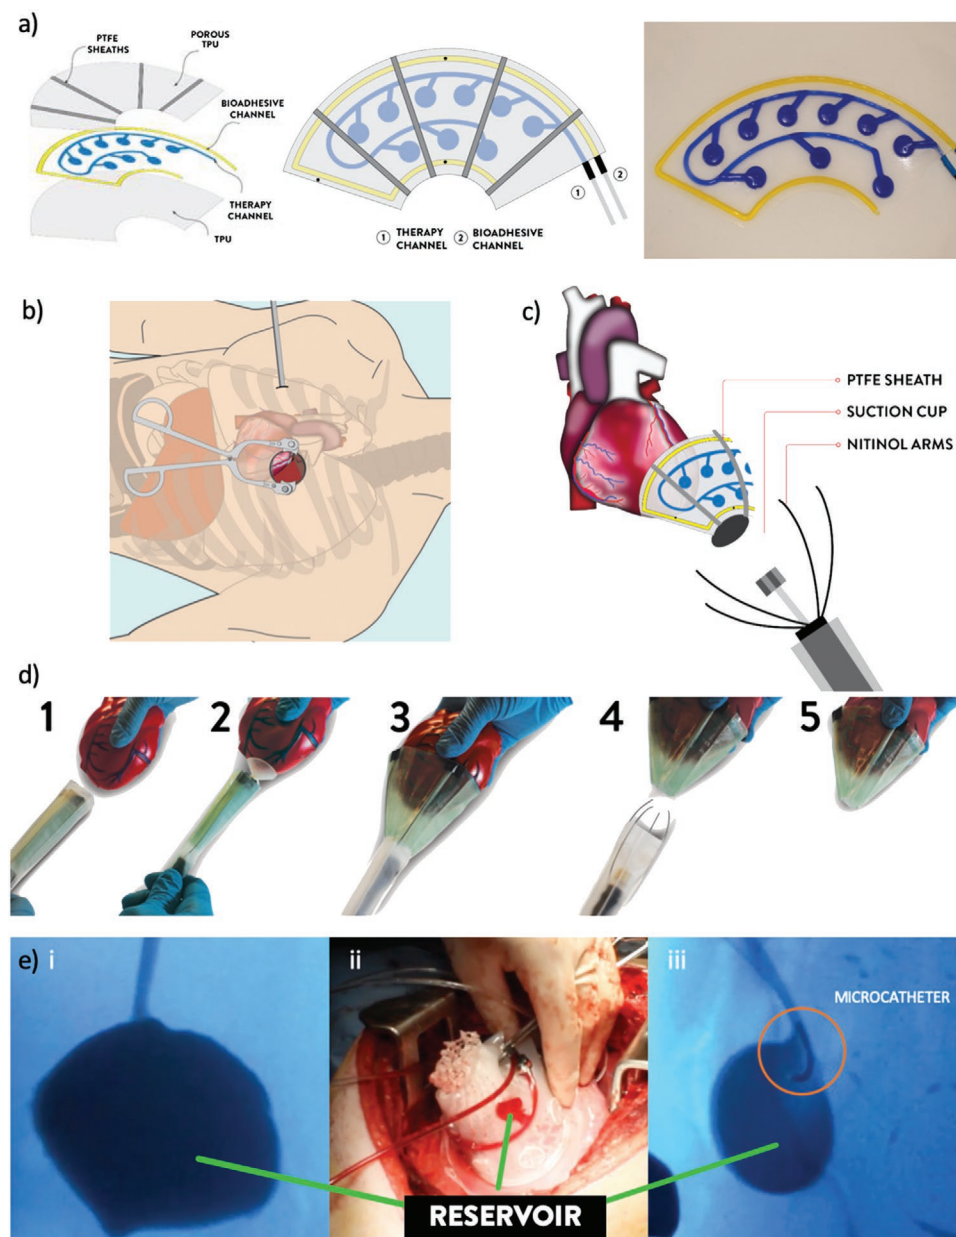 a)
PTFE
SHEATHS
POROUS
TPU
BIOADHESIVE
CHANNEL
THERAPY
CHANNEL
TPU
1
2
1 THERAPY
CHANNEL
2 BIOADHESIVE
CHANNEL
b)
c)
PTFE SHEATH
SUCTION CUP
NITINOL ARMS
d)
1
2
3
4
5
e) i
ii
iii
MICROCATHETER
RESERVOIR